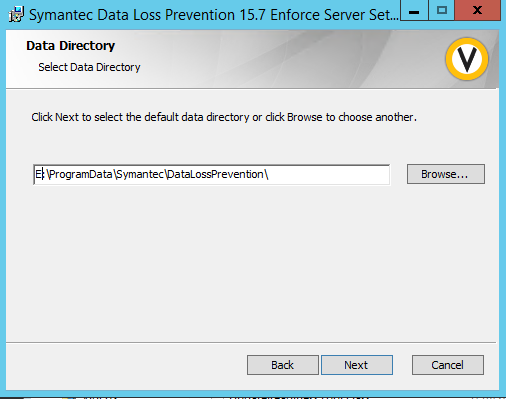 Symantec Data Loss Prevention 15.7 Enforce Server Set...
Data Directory
Select Data Directory
Click Next to select the default data directory or click Browse to choose another.
E:\ProgramData\Symantec\DataLossPrevention\
Browse...
Back
Next
Cancel